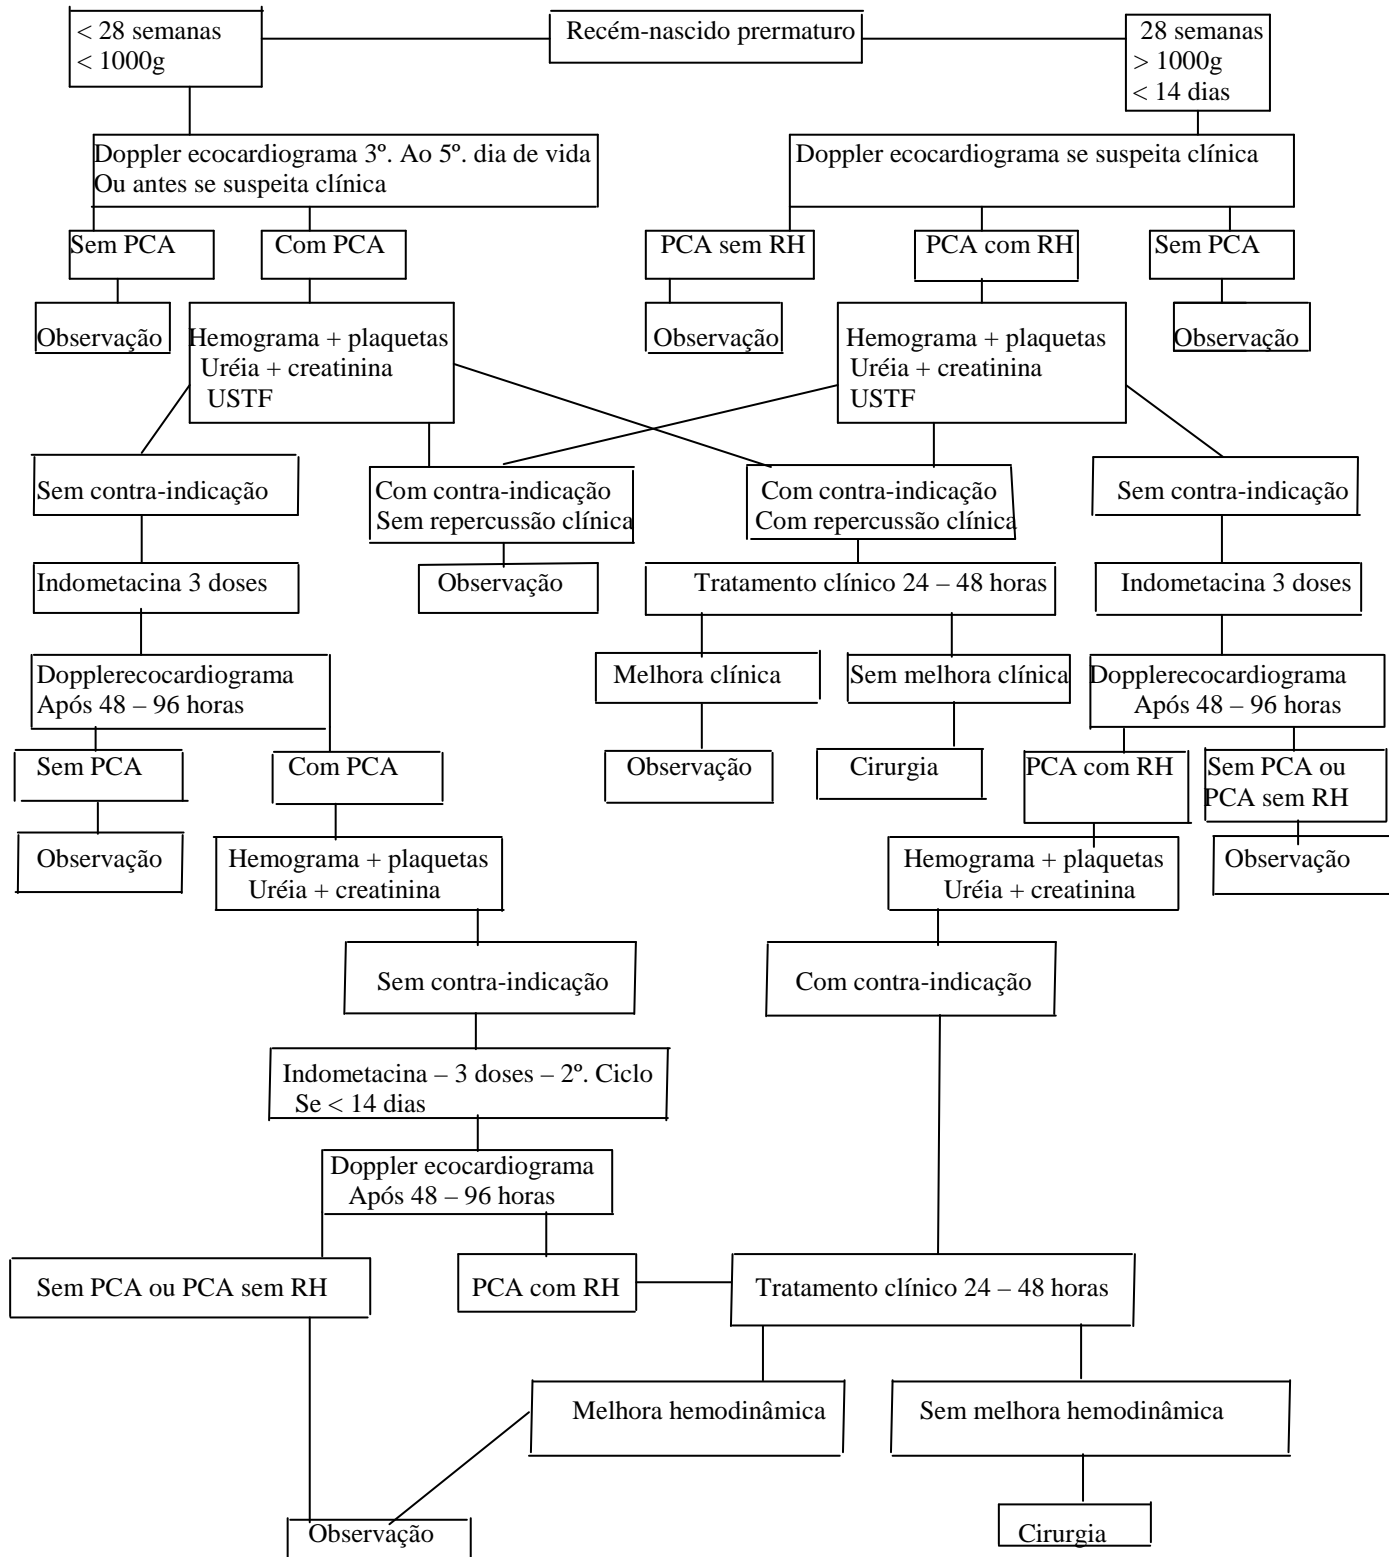 < 28 semanas
< 1000g
Recém-nascido prermaturo
28 semanas
> 1000g
< 14 dias
Doppler ecocardiograma 3º. Ao 5º. dia de vida
Ou antes se suspeita clínica
Doppler ecocardiograma se suspeita clínica
Sem PCA
Com PCA
PCA sem RH
PCA com RH
Sem PCA
Observação
Hemograma + plaquetas
Uréia + creatinina
USTF
Observação
Hemograma + plaquetas
Uréia + creatinina
USTF
Observação
Sem contra-indicação
Com contra-indicação
Sem repercussão clínica
Com contra-indicação
Com repercussão clínica
Sem contra-indicação
Indometacina 3 doses
Observação
Tratamento clínico 24 – 48 horas
Indometacina 3 doses
Dopplerecocardiograma
Após 48 – 96 horas
Melhora clínica
Sem melhora clínica
Dopplerecocardiograma
Após 48 – 96 horas
Sem PCA
Com PCA
Observação
Cirurgia
PCA com RH
Sem PCA ou
PCA sem RH
Observação
Hemograma + plaquetas
Uréia + creatinina
Hemograma + plaquetas
Uréia + creatinina
Observação
Sem contra-indicação
Com contra-indicação
Indometacina – 3 doses – 2º. Ciclo
Se < 14 dias
Doppler ecocardiograma
Após 48 – 96 horas
Sem PCA ou PCA sem RH
PCA com RH
Tratamento clínico 24 – 48 horas
Melhora hemodinâmica
Sem melhora hemodinâmica
Observação
Cirurgia